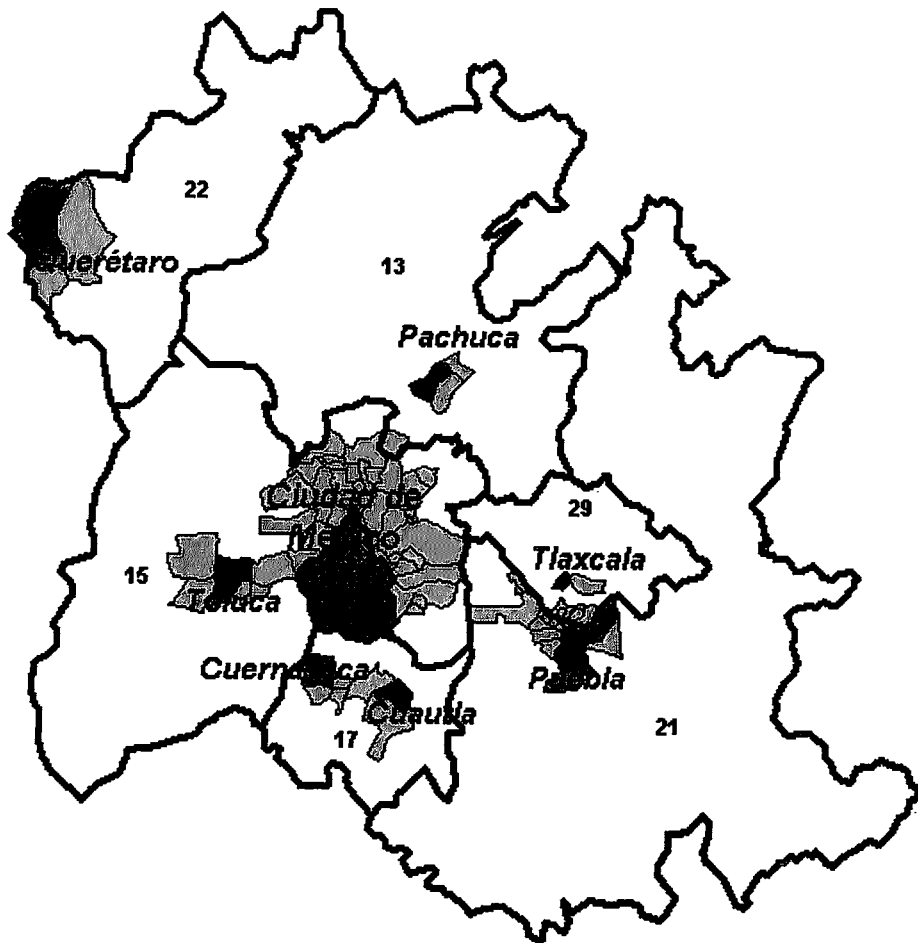 22
Querétaro
13
Pachuca
Ciudad de
México
29
Tlaxcala
15
Toluca
Cuernavaca
Puebla
Cuautla
17
21